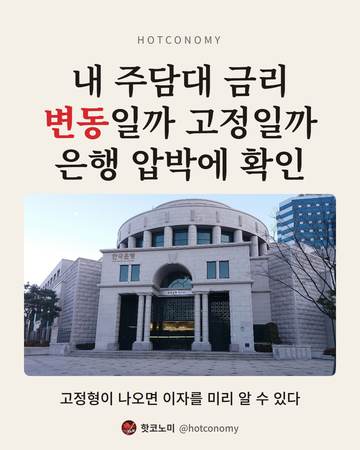 HOTCONOMY
내 주담대 금리
변동일까 고정일까
은행 압박에 확인
한국은행
고정형이 나오면 이자를 미리 알 수 있다
핫코노미 @hotconomy